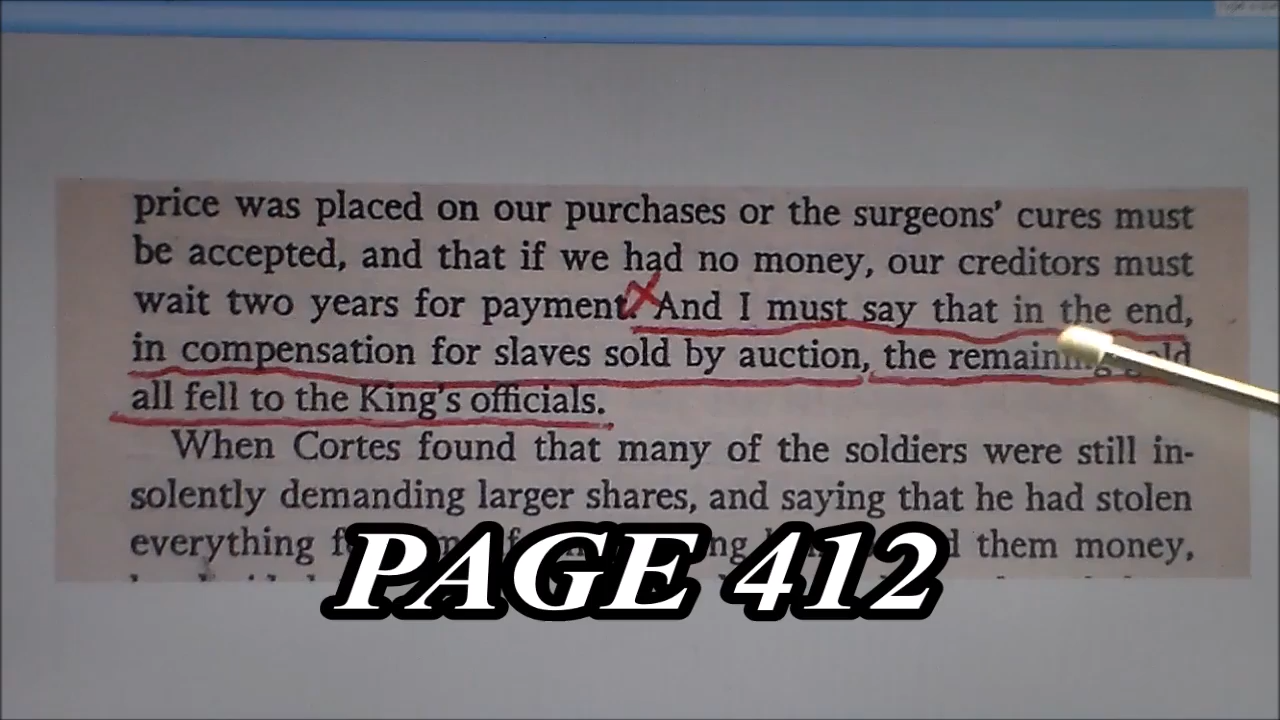 price was placed on our purchases or the surgeons' cures must
be accepted, and that if we had no money, our creditors must
wait two years for payment. And I must say that in the end,
in compensation for slaves sold by auction, the remaining gold
all fell to the King's officials.
When Cortes found that many of the soldiers were still in-
solently demanding larger shares, and saying that he had stolen
everything them money,
PAGE 412